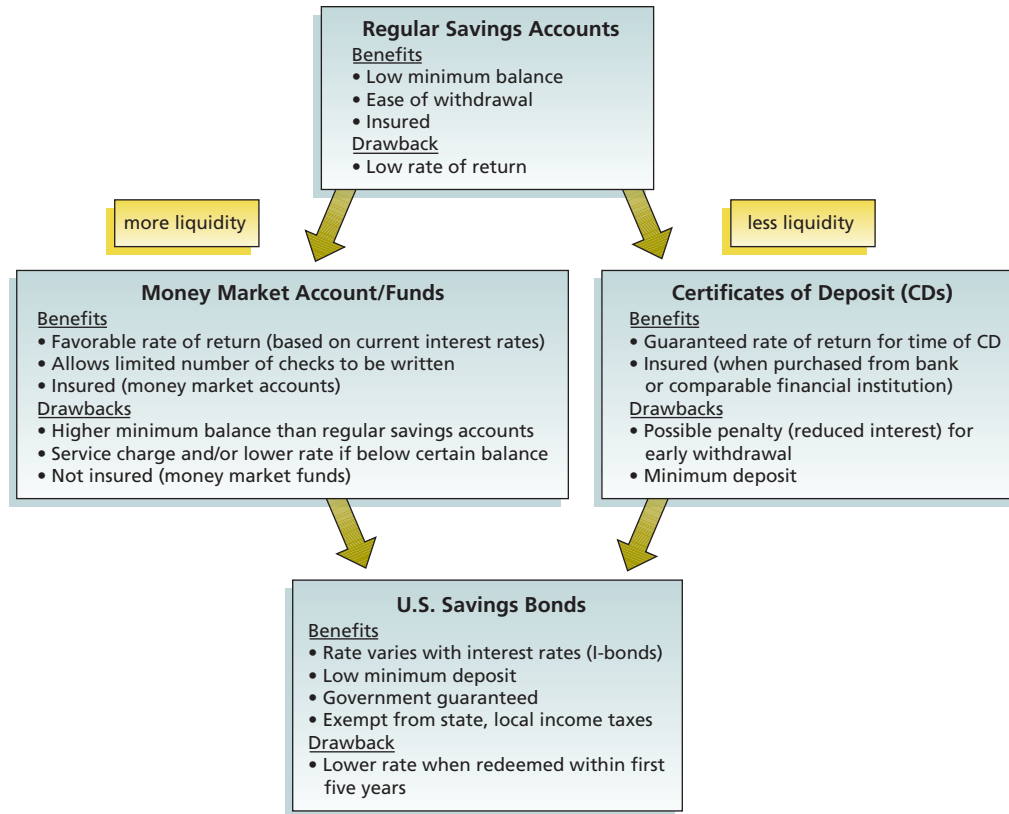 Regular Savings Accounts
Benefits
• Low minimum balance
• Ease of withdrawal
• Insured
Drawback
• Low rate of return
more liquidity
less liquidity
Money Market Account/Funds
Benefits
• Favorable rate of return (based on current interest rates)
• Allows limited number of checks to be written
• Insured (money market accounts)
Drawbacks
• Higher minimum balance than regular savings accounts
• Service charge and/or lower rate if below certain balance
• Not insured (money market funds)
Certificates of Deposit (CDs)
Benefits
• Guaranteed rate of return for time of CD
• Insured (when purchased from bank
or comparable financial institution)
Drawbacks
• Possible penalty (reduced interest) for
early withdrawal
• Minimum deposit
U.S. Savings Bonds
Benefits
• Rate varies with interest rates (I-bonds)
• Low minimum deposit
• Government guaranteed
• Exempt from state, local income taxes
Drawback
• Lower rate when redeemed within first
five years